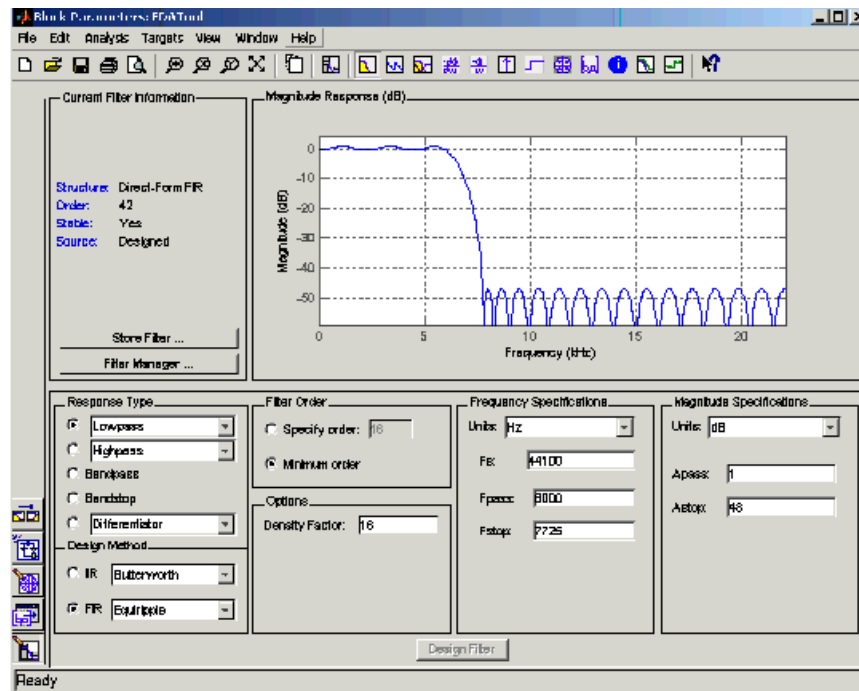 Block Parameters: FDATool
File Edit Analysis Targets View Window Help
Current Filter Information
Structure: Direct-Form FIR
Order: 42
Stable: Yes
Source: Designed
Store Filter ...
Filter Manager ...
Magnitude Response (dB)
Magnitude (dB)
0
-10
-20
-30
-40
-50
0 5 10 15 20
Frequency (kHz)
Response Type
Lowpass
Highpass
Bandpass
Bandstop
Differentiator
Design Method
IIR Butterworth
FIR Equiripple
Filter Order
Specify order: 16
Minimum order
Options
Density Factor: 16
Frequency Specifications
Units: Hz
Fs: 44100
Fpass:
Fstop: 7725
Magnitude Specifications
Units: dB
Apass: 1
Astop:
Design Filter
Ready